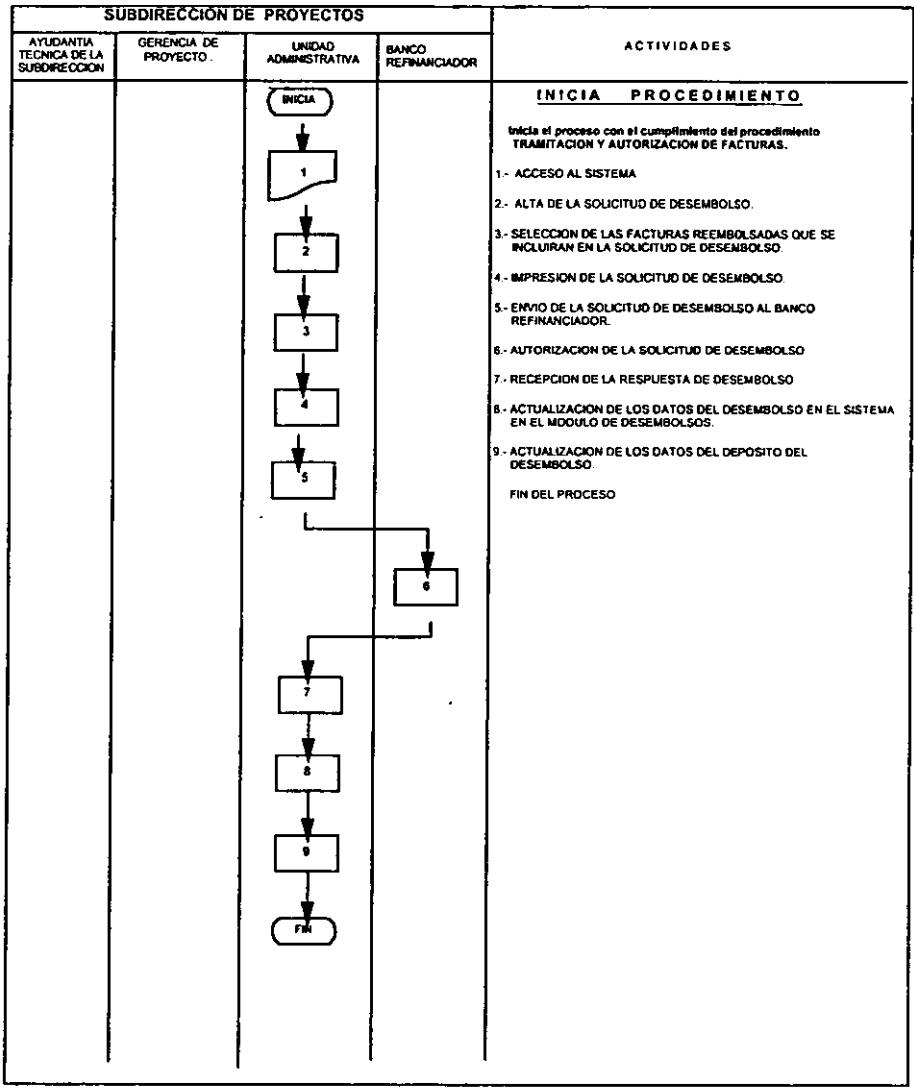 SUBDIRECCIÓN DE PROYECTOS
AYUDANTIA
TECNICA DE LA
SUBDIRECCION
GERENCIA DE
PROYECTO.
UNIDAD
ADMINISTRATIVA
BANCO
REFINANCIADOR
ACTIVIDADES
INICIA
1
2
3
4
5
6
7
8
9
FIN
INICIA PROCEDIMIENTO
Inicia el proceso con el cumplimiento del procedimiento
TRAMITACION Y AUTORIZACION DE FACTURAS.
1.- ACCESO AL SISTEMA
2.- ALTA DE LA SOLICITUD DE DESEMBOLSO.
3.- SELECCION DE LAS FACTURAS REEMBOLSADAS QUE SE
INCLUIRAN EN LA SOLICITUD DE DESEMBOLSO.
4.- IMPRESION DE LA SOLICITUD DE DESEMBOLSO.
5.- ENVIO DE LA SOLICITUD DE DESEMBOLSO AL BANCO
REFINANCIADOR.
6.- AUTORIZACION DE LA SOLICITUD DE DESEMBOLSO
7.- RECEPCION DE LA RESPUESTA DE DESEMBOLSO
8.- ACTUALIZACION DE LOS DATOS DEL DESEMBOLSO EN EL SISTEMA
EN EL MDOULO DE DESEMBOLSOS.
9.- ACTUALIZACION DE LOS DATOS DEL DEPOSITO DEL
DESEMBOLSO.
FIN DEL PROCESO